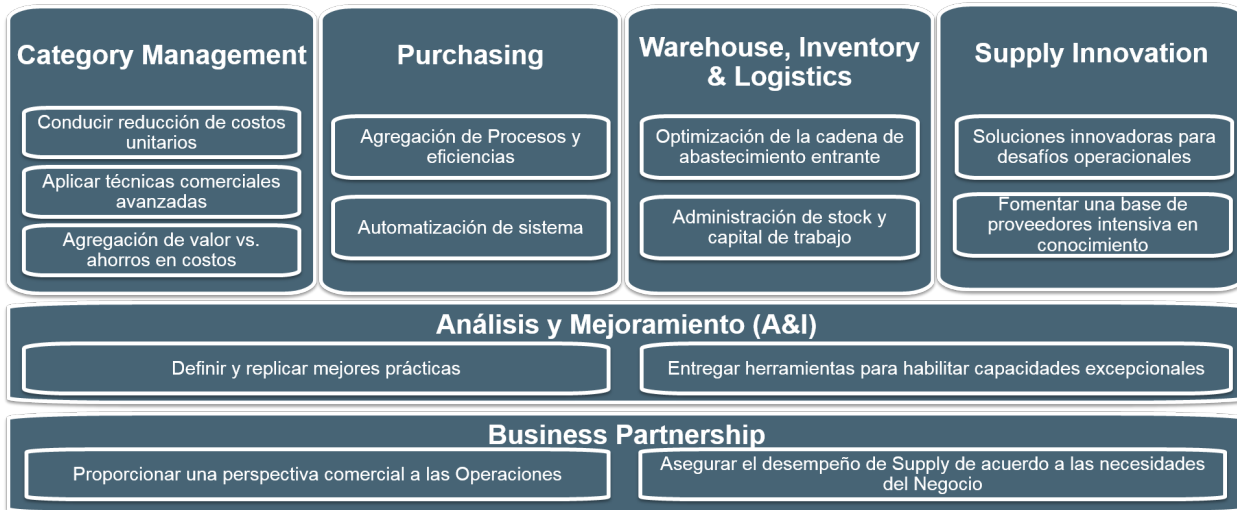 Category Management
Conducir reducción de costos
unitarios
Aplicar técnicas comerciales
avanzadas
Agregación de valor vs.
ahorros en costos
Purchasing
Agregación de Procesos y
eficiencias
Automatización de sistema
Warehouse, Inventory
& Logistics
Optimización de la cadena de
abastecimiento entrante
Administración de stock y
capital de trabajo
Supply Innovation
Soluciones innovadoras para
desafíos operacionales
Fomentar una base de
proveedores intensiva en
conocimiento
Análisis y Mejoramiento (A&I)
Definir y replicar mejores prácticas
Entregar herramientas para habilitar capacidades excepcionales
Business Partnership
Proporcionar una perspectiva comercial a las Operaciones
Asegurar el desempeño de Supply de acuerdo a las necesidades
del Negocio